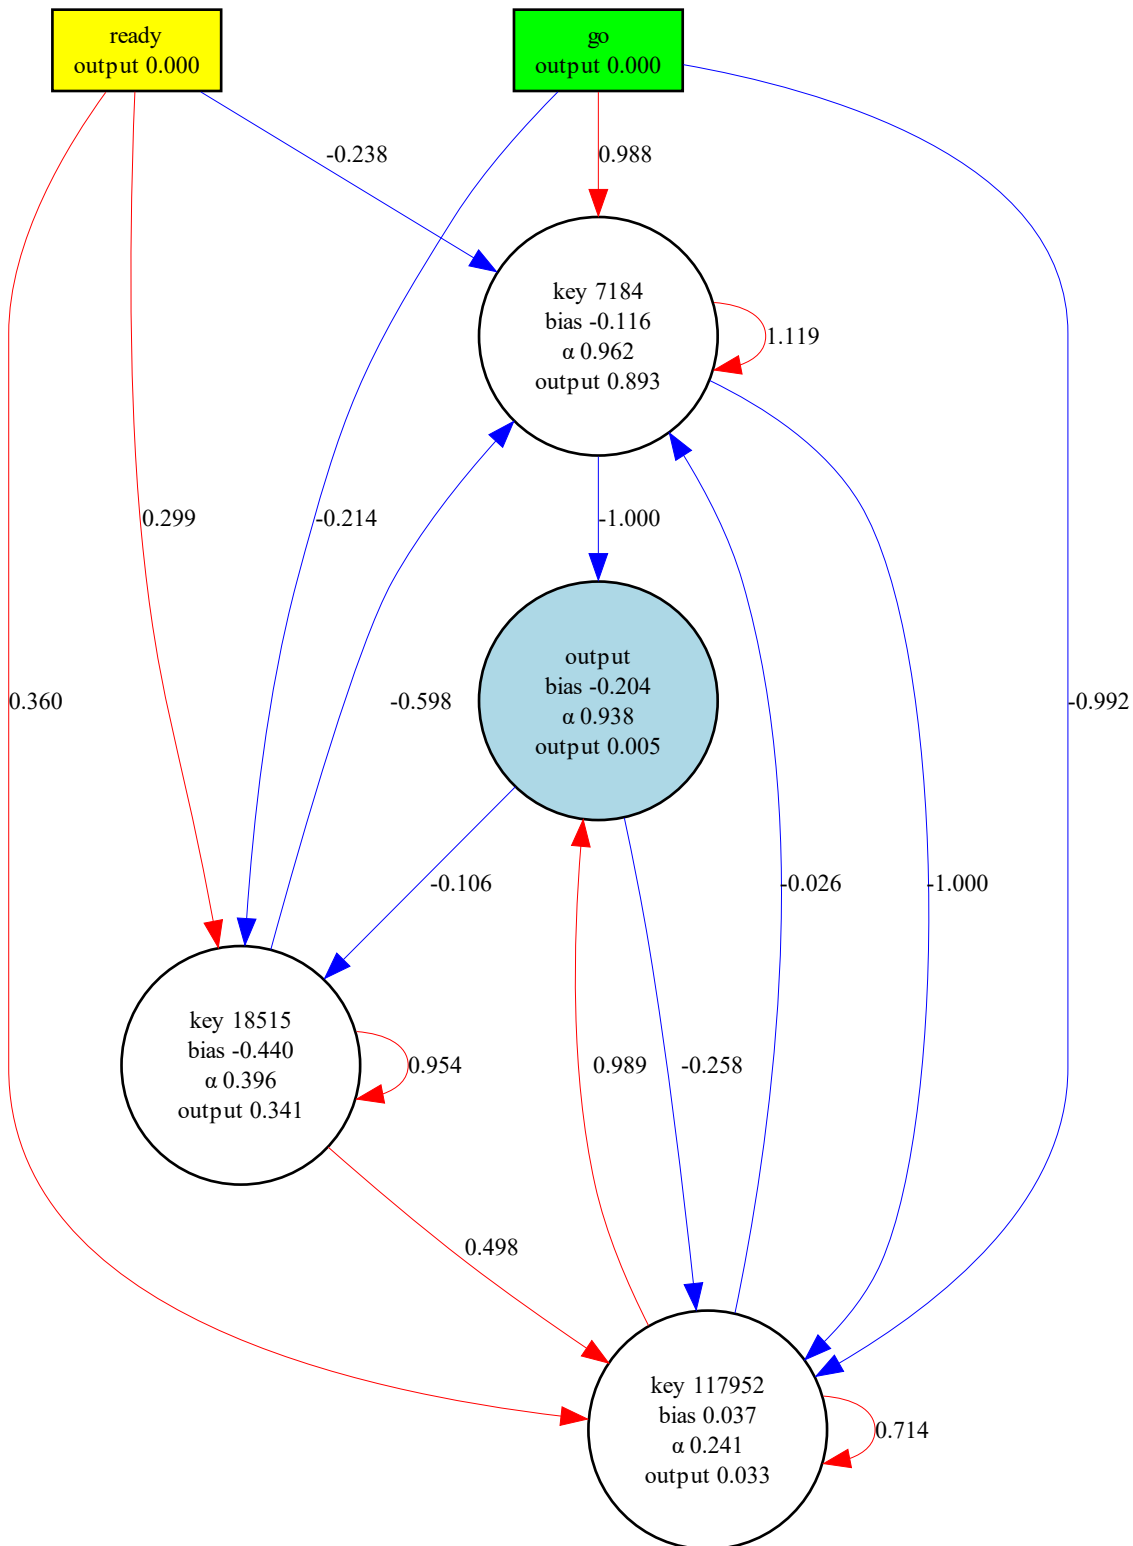 ready
output 0.000
go
output 0.000
-0.238
0.988
key 7184
bias -0.116
α 0.962
output 0.893
1.119
0.299
-0.214
-1.000
output
bias -0.204
α 0.938
output 0.005
0.360
-0.598
-0.992
-0.106
-0.026
-1.000
key 18515
bias -0.440
α 0.396
output 0.341
0.954
0.989
-0.258
0.498
key 117952
bias 0.037
α 0.241
output 0.033
0.714